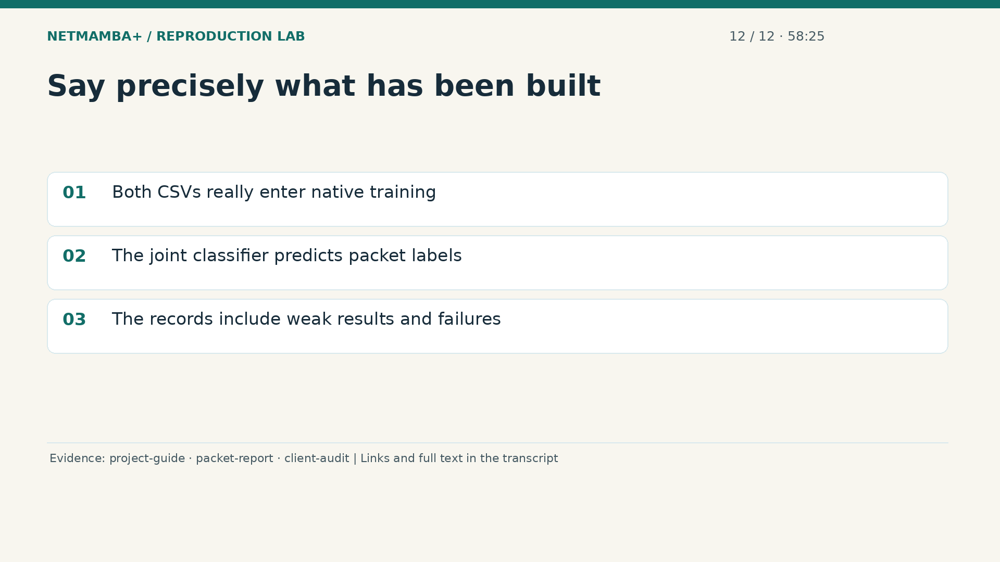 NETMAMBA+ / REPRODUCTION LAB
12 / 12 · 58:25
Say precisely what has been built
01 Both CSVs really enter native training
02 The joint classifier predicts packet labels
03 The records include weak results and failures
Evidence: project-guide · packet-report · client-audit | Links and full text in the transcript